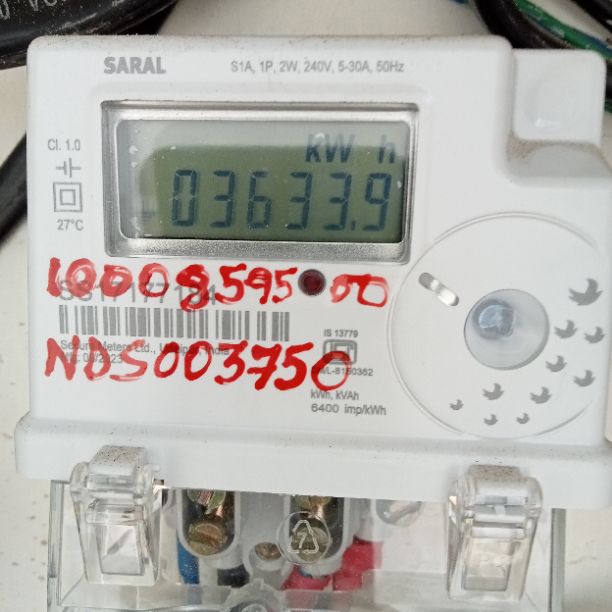 SARAL S1A, 1P, 2W, 240V, 5-30A, 50Hz
Cl. 1.0
kW h
03633.9
27°C
10008595 00
IS 13779
NDS003750
kWh, kVAh
6400 imp/kWh